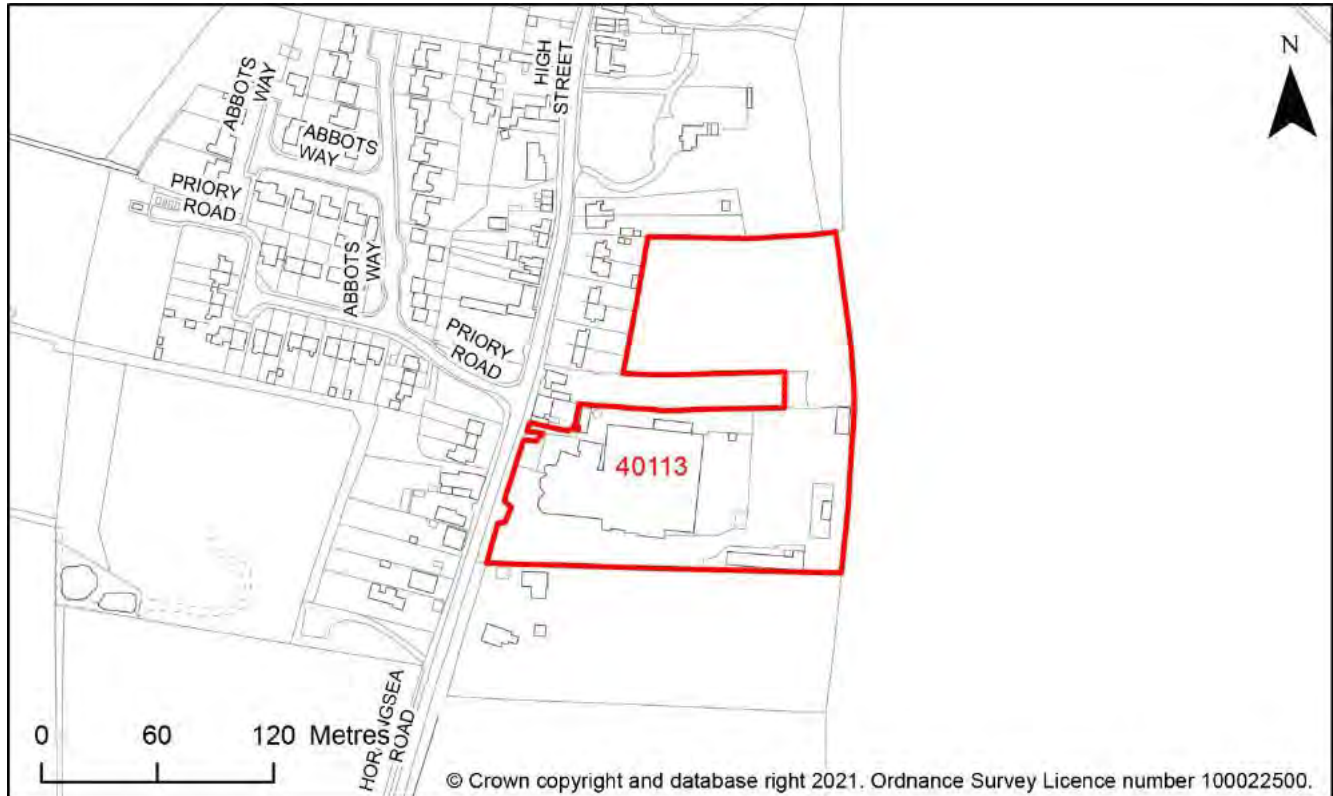 HIGH
STREET
N
ABBOTS
WAY
ABBOTS
WAY
PRIORY
ROAD
ABBOTS
WAY
PRIORY
ROAD
40113
ROAD
0 60 120 Metres
© Crown copyright and database right 2021. Ordnance Survey Licence number 100022500.